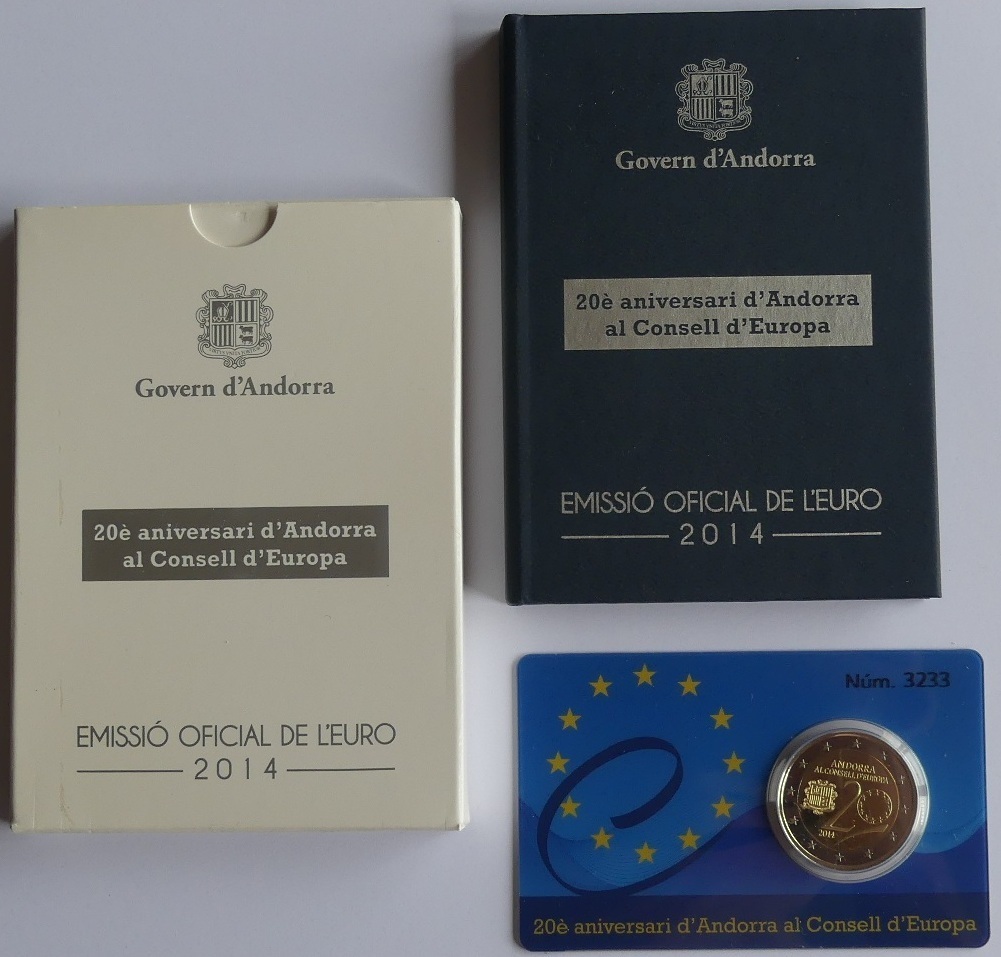 Govern d'Andorra
20è aniversari d'Andorra
al Consell d'Europa
EMISSIÓ OFICIAL DE L'EURO
2014
Govern d'Andorra
20è aniversari d'Andorra
al Consell d'Europa
EMISSIÓ OFICIAL DE L'EURO
2014
Núm. 3233
ANDORRA
AL CONSELL D'EUROPA
20
2014
20è aniversari d'Andorra al Consell d'Europa